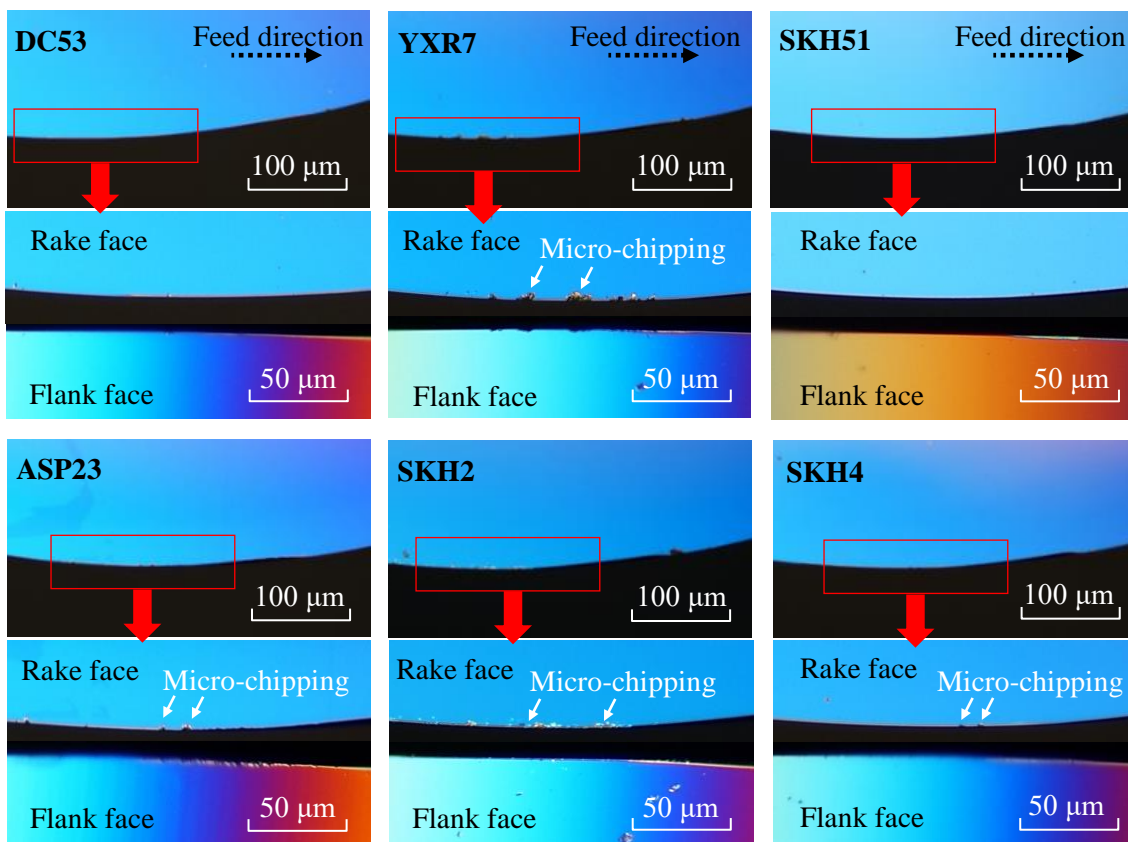 DC53
Feed direction
100 μm
Rake face
Flank face
50 μm
YXR7
Feed direction
100 μm
Rake face
Micro-chipping
Flank face
50 μm
SKH51
Feed direction
100 μm
Rake face
Flank face
50 μm
ASP23
100 μm
Rake face
Micro-chipping
Flank face
50 μm
SKH2
100 μm
Rake face
Micro-chipping
Flank face
50 μm
SKH4
100 μm
Rake face
Micro-chipping
Flank face
50 μm